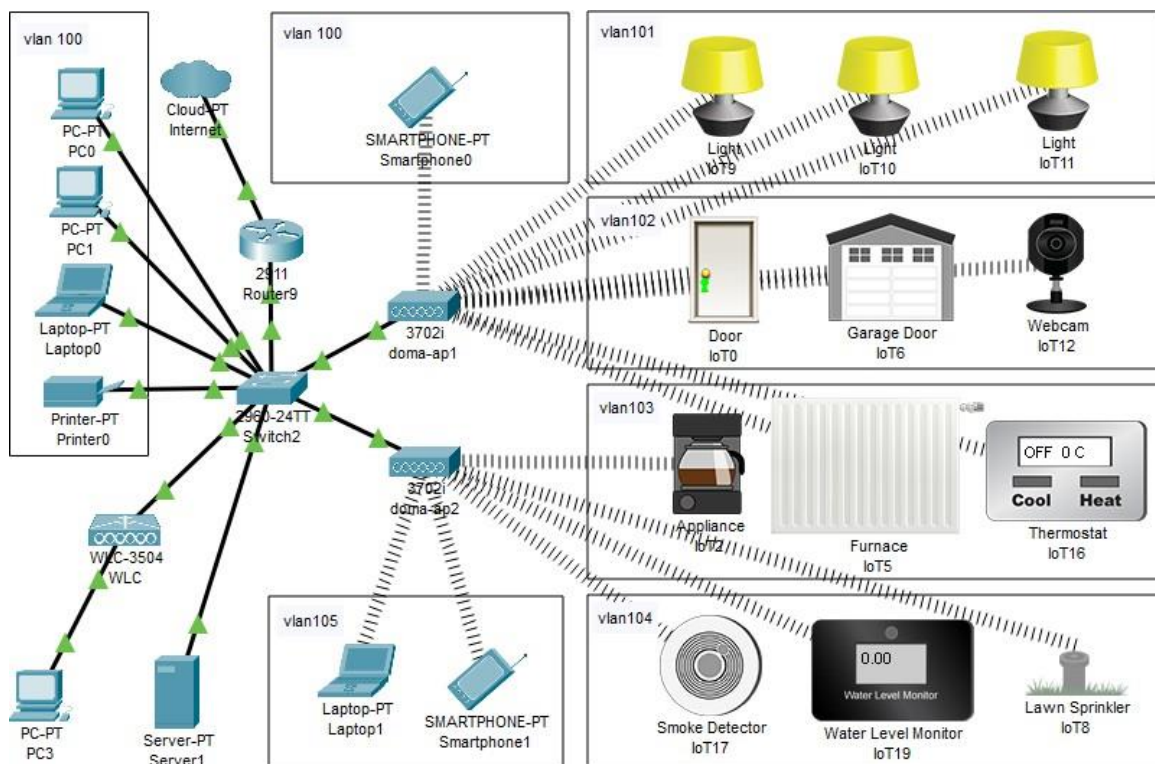 vlan 100
PC-PT
PC0
PC-PT
PC1
Laptop-PT
Laptop0
Printer-PT
Printer0
Cloud-PT
Internet
2911
Router9
2960-24TT
Switch2
WLC-3504
WLC
PC-PT
PC3
Server-PT
Server1
vlan 100
SMARTPHONE-PT
Smartphone0
3702i
doma-ap1
3702i
doma-ap2
vlan105
Laptop-PT
Laptop1
SMARTPHONE-PT
Smartphone1
vlan101
Light
IoT9
Light
IoT10
Light
IoT11
vlan102
Door
IoT0
Garage Door
IoT6
Webcam
IoT12
vlan103
Appliance
IoT2
Furnace
IoT5
OFF 0 C
Cool Heat
Thermostat
IoT16
vlan104
Smoke Detector
IoT17
0.00
Water Level Monitor
Water Level Monitor
IoT19
Lawn Sprinkler
IoT8